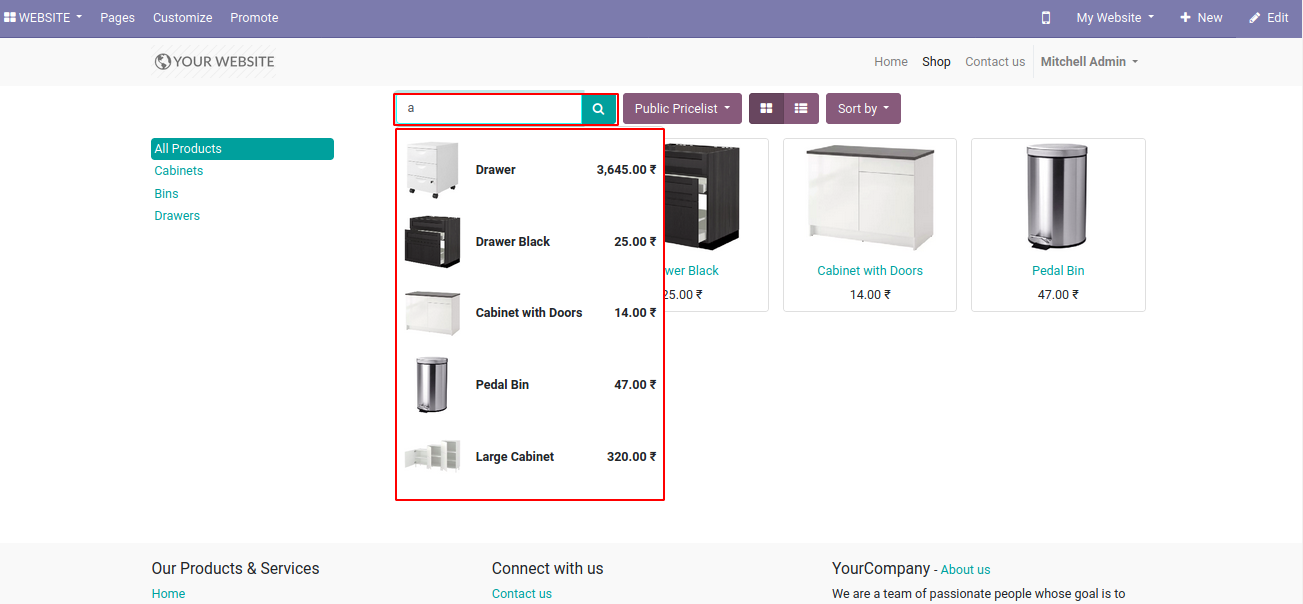 WEBSITE Pages Customize Promote My Website New Edit
YOUR WEBSITE Home Shop Contact us Mitchell Admin
a Public Pricelist Sort by
All Products
Cabinets
Bins
Drawers
Drawer 3,645.00 ₹
Drawer Black 25.00 ₹
Cabinet with Doors 14.00 ₹
Pedal Bin 47.00 ₹
Large Cabinet 320.00 ₹
wer Black
25.00 ₹
Cabinet with Doors
14.00 ₹
Pedal Bin
47.00 ₹
Our Products & Services
Home
Connect with us
Contact us
YourCompany - About us
We are a team of passionate people whose goal is to